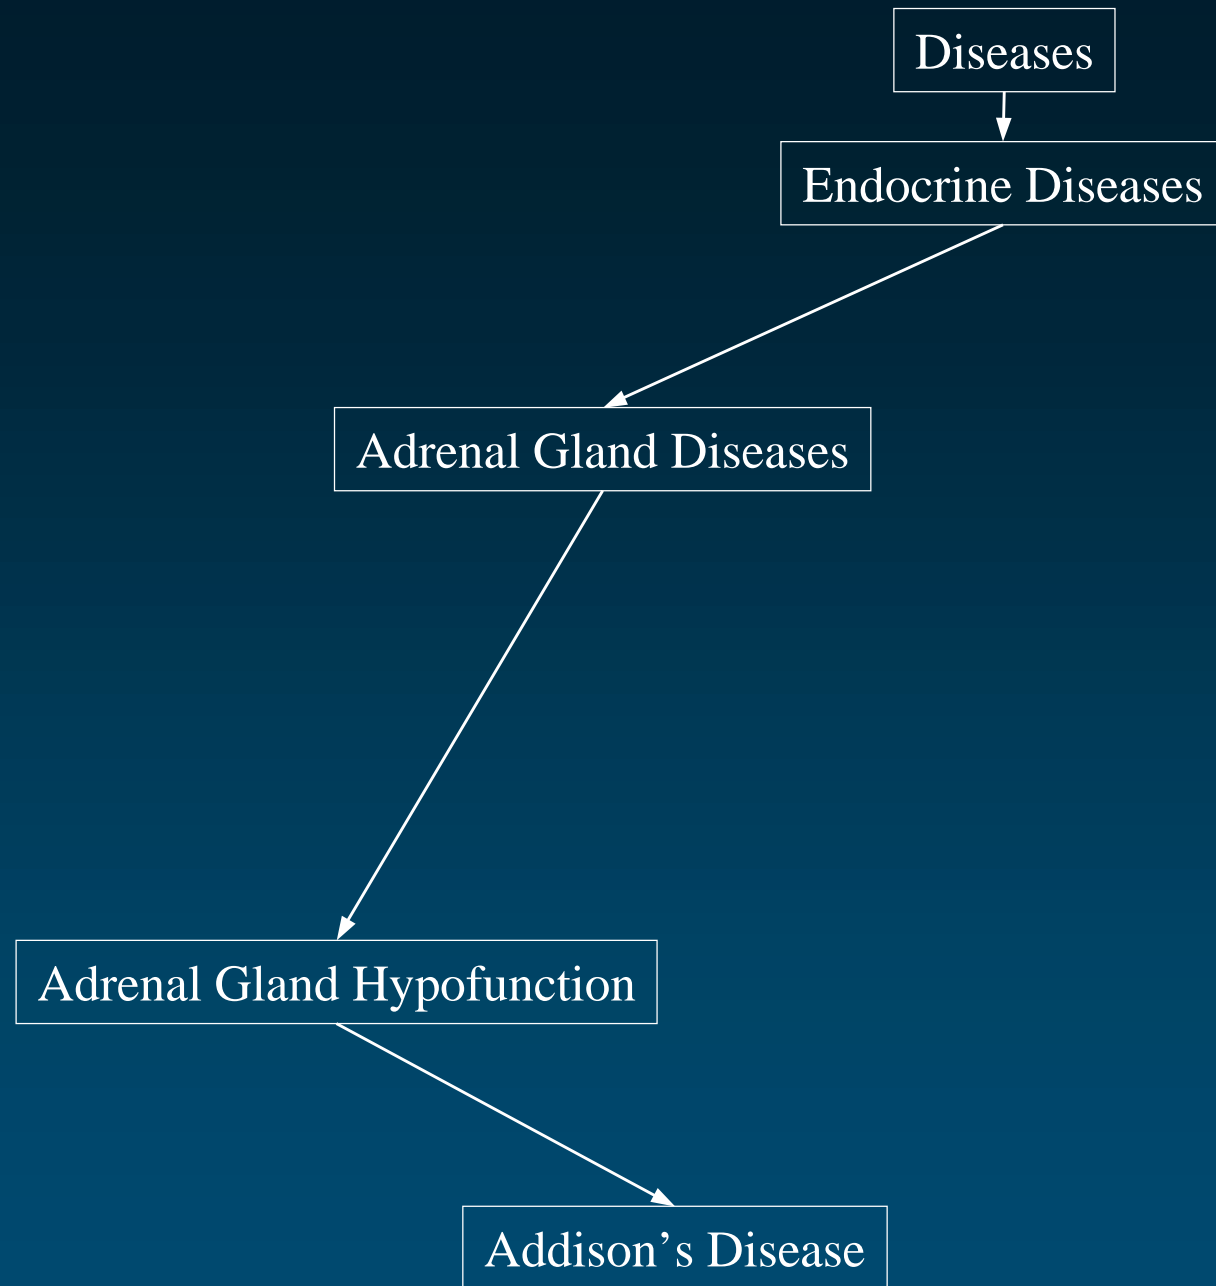 Diseases
Endocrine Diseases
Adrenal Gland Diseases
Adrenal Gland Hypofunction
Addison’s Disease